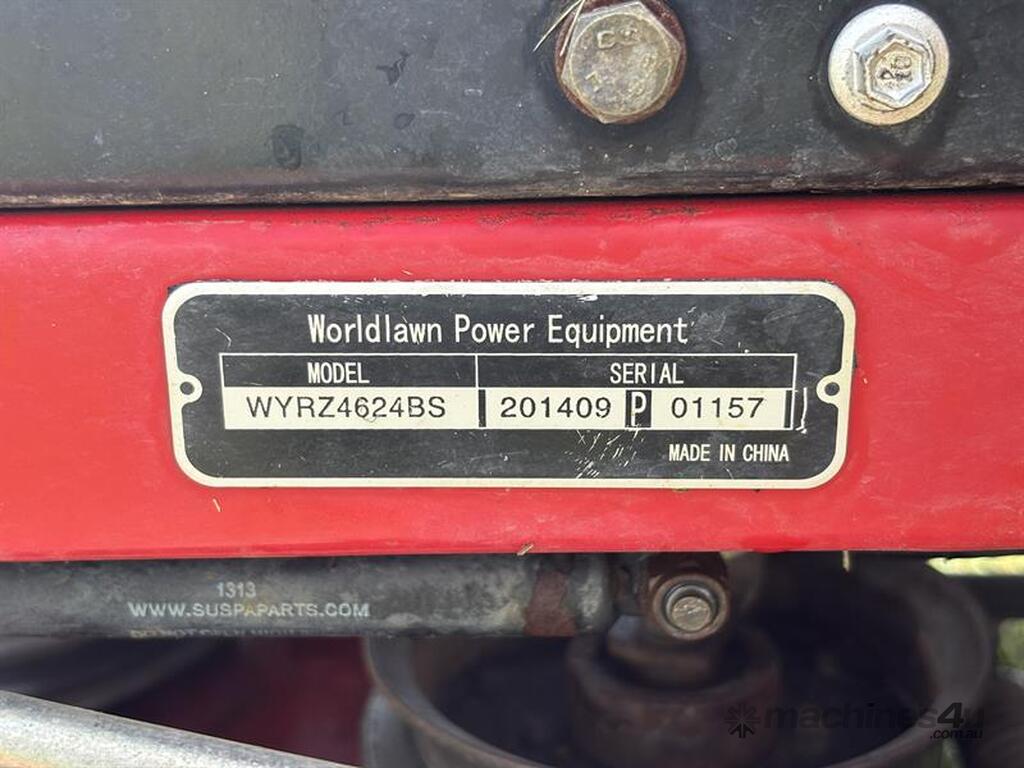 Worldlawn Power Equipment
MODEL SERIAL
WYRZ4624BS 201409 P 01157
MADE IN CHINA
1313
WWW.SUSPAPARTS.COM
machines4u
.com.au